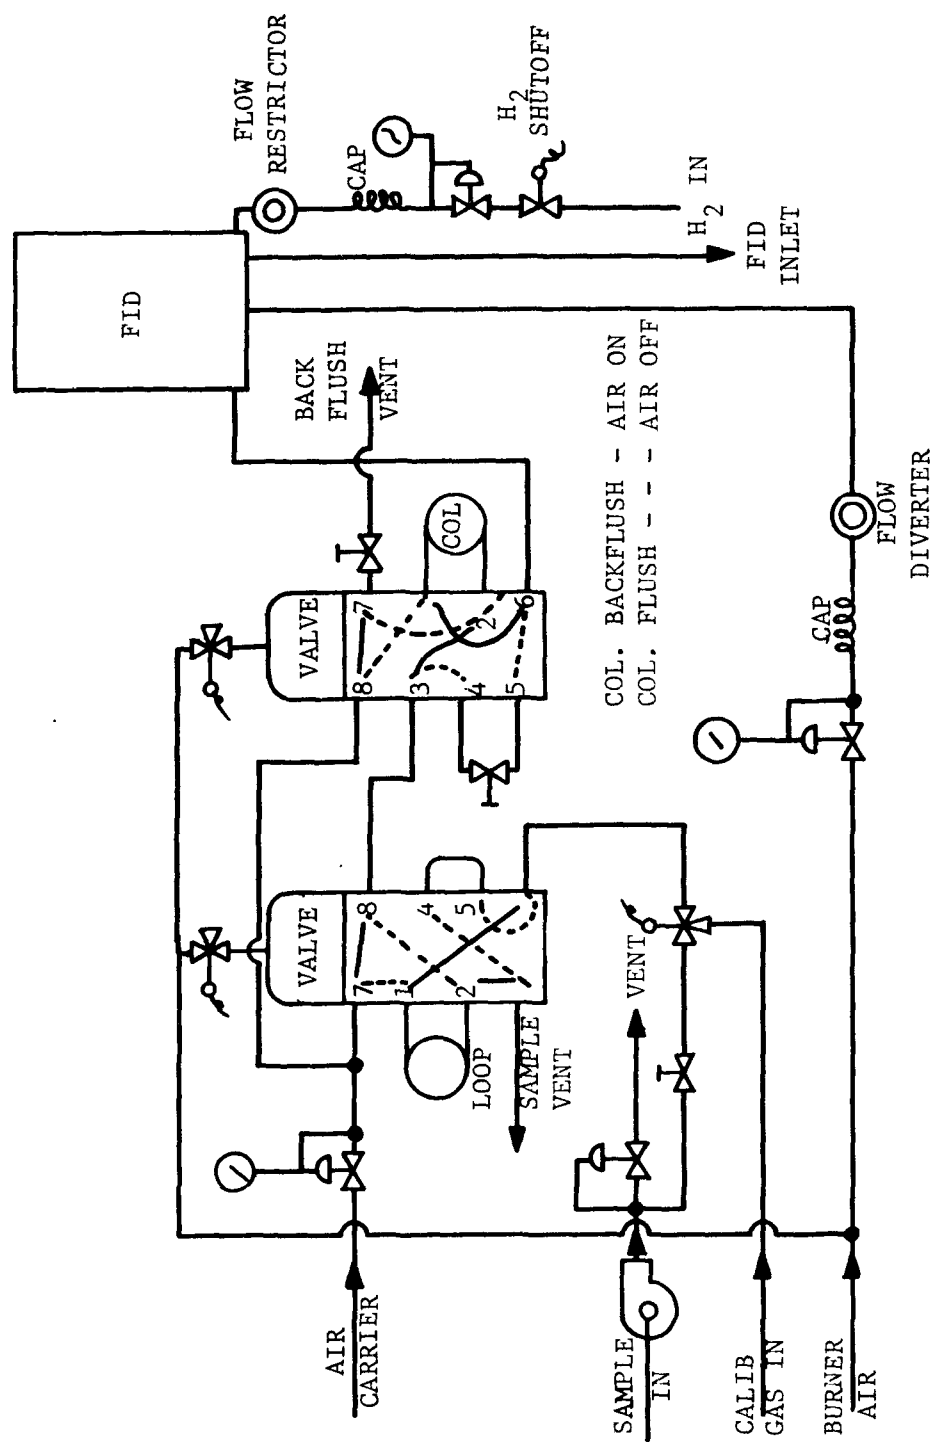 FID
FLOW
RESTRICTOR
CAP
H2
SHUTOFF
H2 IN
FID
INLET
BACK
FLUSH
VENT
VALVE
8
7
3
2
4
5
6
COL
COL. BACKFLUSH - AIR ON
COL. FLUSH - - AIR OFF
VALVE
7
8
1
4
2
5
LOOP
SAMPLE
VENT
VENT
CAP
FLOW
DIVERTER
AIR
CARRIER
SAMPLE
IN
CALIB
GAS IN
BURNER
AIR